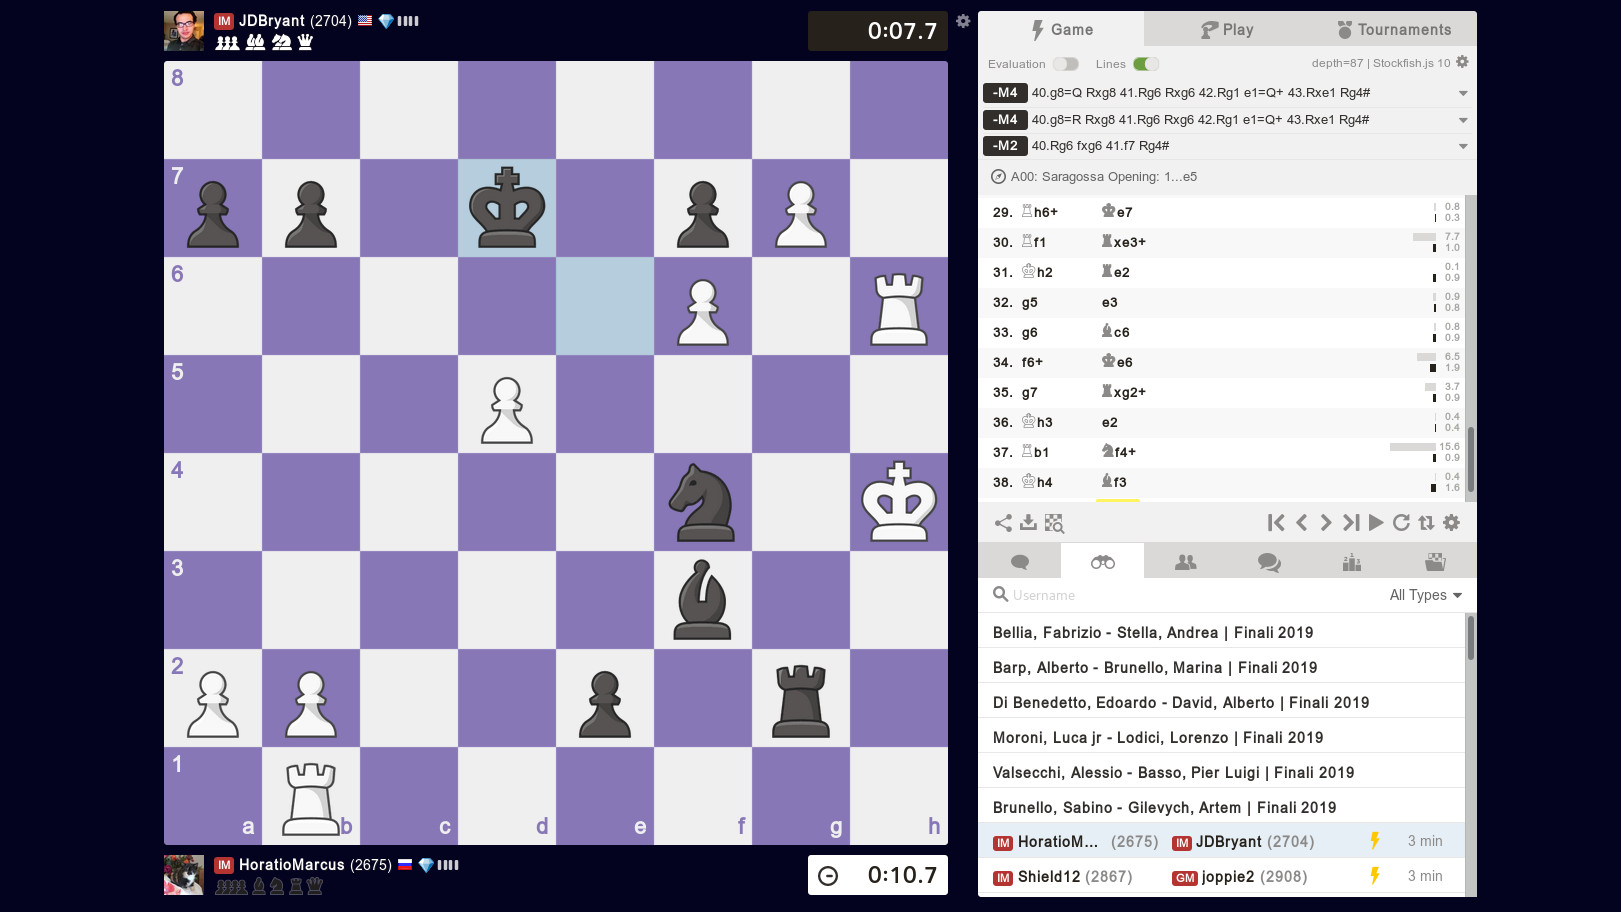 IM JDBryant (2704)
0:07.7
8
7
6
5
4
3
2
1
a b c d e f g h
IM HoratioMarcus (2675)
0:10.7
Game Play Tournaments
Evaluation Lines depth=87 | Stockfish.js 10
-M4 40.g8=Q Rxg8 41.Rg6 Rxg6 42.Rg1 e1=Q+ 43.Rxe1 Rg4#
-M4 40.g8=R Rxg8 41.Rg6 Rxg6 42.Rg1 e1=Q+ 43.Rxe1 Rg4#
-M2 40.Rg6 fxg6 41.f7 Rg4#
A00: Saragossa Opening: 1...e5
29. h6+ e7 0.8 0.3
30. f1 xe3+ 7.7 1.0
31. h2 e2 0.1 0.9
32. g5 e3 0.9 0.8
33. g6 c6 0.8 0.9
34. f6+ e6 6.5 1.9
35. g7 xg2+ 3.7 0.9
36. h3 e2 0.4 0.4
37. b1 f4+ 15.6 0.9
38. h4 f3 0.4 1.6
Username All Types
Bellia, Fabrizio - Stella, Andrea | Finali 2019
Barp, Alberto - Brunello, Marina | Finali 2019
Di Benedetto, Edoardo - David, Alberto | Finali 2019
Moroni, Luca jr - Lodici, Lorenzo | Finali 2019
Valsecchi, Alessio - Basso, Pier Luigi | Finali 2019
Brunello, Sabino - Gilevych, Artem | Finali 2019
IM HoratioM... (2675) IM JDBryant (2704) 3 min
IM Shield12 (2867) GM joppie2 (2908) 3 min